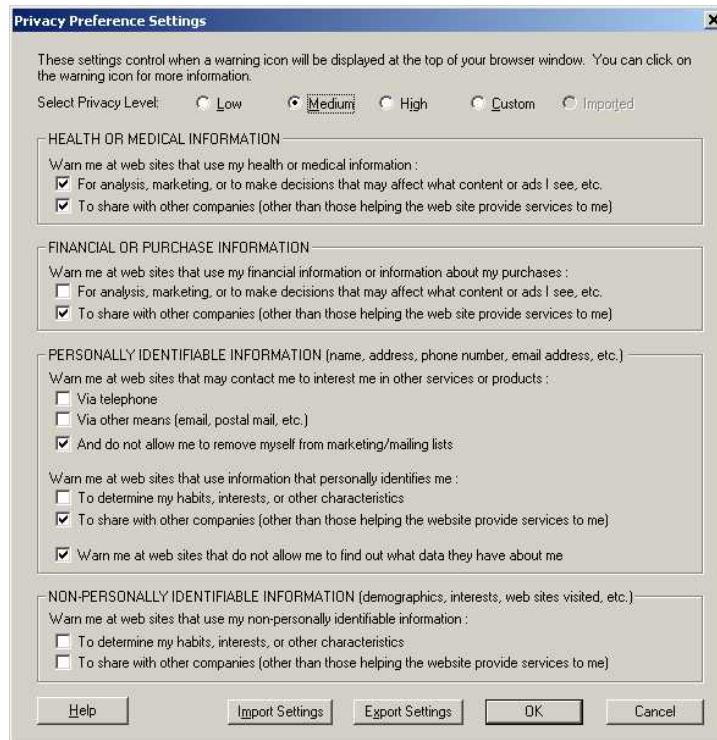 Privacy Preference Settings
These settings control when a warning icon will be displayed at the top of your browser window. You can click on
the warning icon for more information.
Select Privacy Level: Low Medium High Custom Imported
HEALTH OR MEDICAL INFORMATION
Warn me at web sites that use my health or medical information :
For analysis, marketing, or to make decisions that may affect what content or ads I see, etc.
To share with other companies (other than those helping the web site provide services to me)
FINANCIAL OR PURCHASE INFORMATION
Warn me at web sites that use my financial information or information about my purchases :
For analysis, marketing, or to make decisions that may affect what content or ads I see, etc.
To share with other companies (other than those helping the web site provide services to me)
PERSONALLY IDENTIFIABLE INFORMATION (name, address, phone number, email address, etc.)
Warn me at web sites that may contact me to interest me in other services or products :
Via telephone
Via other means (email, postal mail, etc.)
And do not allow me to remove myself from marketing/mailing lists
Warn me at web sites that use information that personally identifies me :
To determine my habits, interests, or other characteristics
To share with other companies (other than those helping the website provide services to me)
Warn me at web sites that do not allow me to find out what data they have about me
NON-PERSONALLY IDENTIFIABLE INFORMATION (demographics, interests, web sites visited, etc.)
Warn me at web sites that use my non-personally identifiable information :
To determine my habits, interests, or other characteristics
To share with other companies (other than those helping the website provide services to me)
Help Import Settings Export Settings OK Cancel